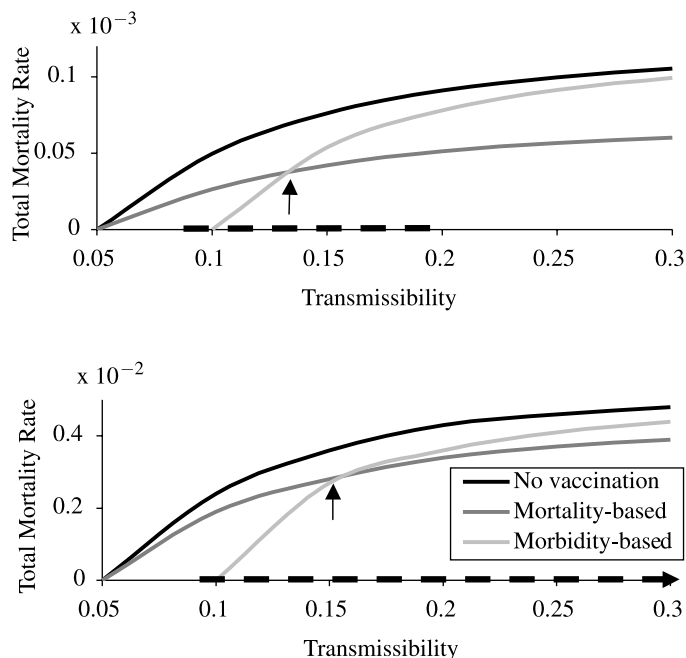 x 10⁻³
Total Mortality Rate
0.1
0.05
0
0.05 0.1 0.15 0.2 0.25 0.3
Transmissibility
x 10⁻²
Total Mortality Rate
0.4
0.2
0
No vaccination
Mortality-based
Morbidity-based
0.05 0.1 0.15 0.2 0.25 0.3
Transmissibility